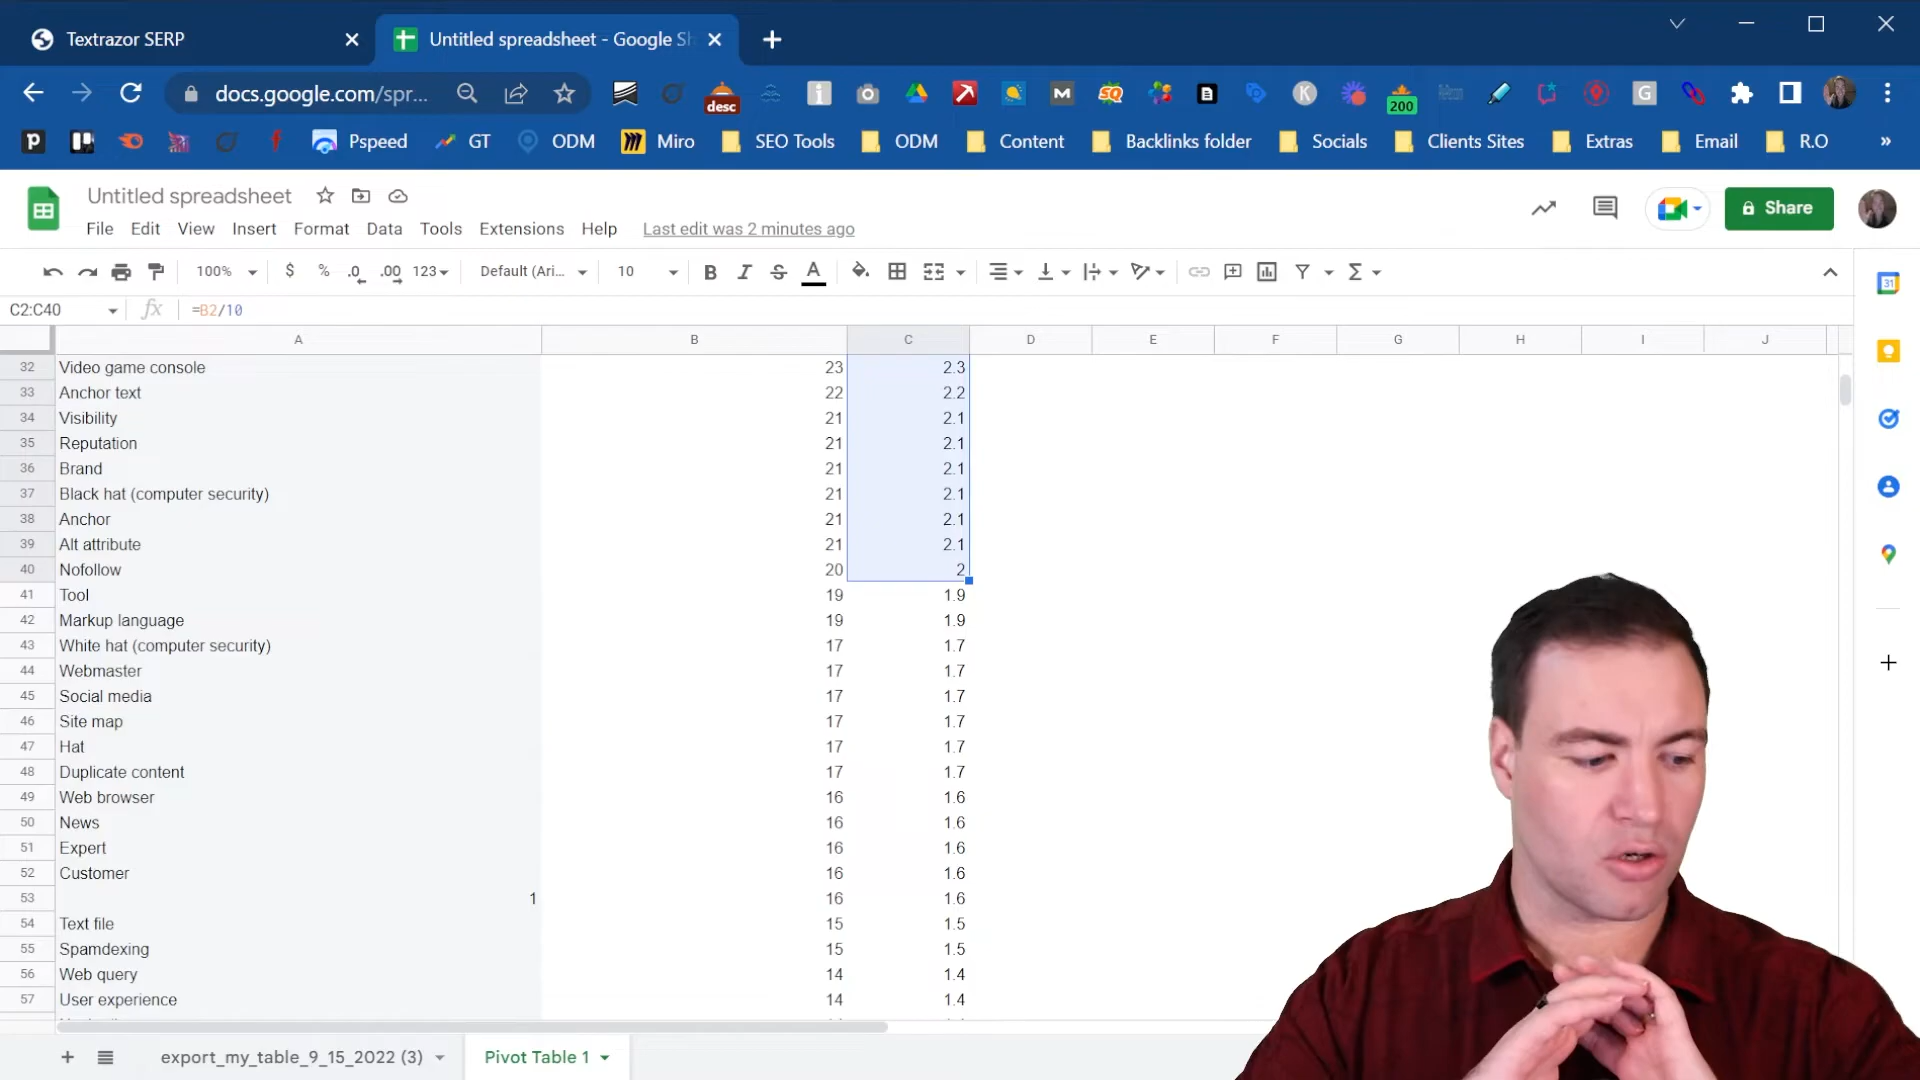 Textrazor SERP
Untitled spreadsheet - Google Sh
docs.google.com/spr...
desc
200
Pspeed
GT
ODM
Miro
SEO Tools
ODM
Content
Backlinks folder
Socials
Clients Sites
Extras
Email
R.O
»
Untitled spreadsheet
Share
File Edit View Insert Format Data Tools Extensions Help Last edit was 2 minutes ago
100% $ % .0 .00 123 Default (Ari... 10 B I S A
C2:C40 fx =B2/10
A B C D E F G H I J
32 Video game console 23 2.3
33 Anchor text 22 2.2
34 Visibility 21 2.1
35 Reputation 21 2.1
36 Brand 21 2.1
37 Black hat (computer security) 21 2.1
38 Anchor 21 2.1
39 Alt attribute 21 2.1
40 Nofollow 20 2
41 Tool 19 1.9
42 Markup language 19 1.9
43 White hat (computer security) 17 1.7
44 Webmaster 17 1.7
45 Social media 17 1.7
46 Site map 17 1.7
47 Hat 17 1.7
48 Duplicate content 17 1.7
49 Web browser 16 1.6
50 News 16 1.6
51 Expert 16 1.6
52 Customer 16 1.6
53 1 16 1.6
54 Text file 15 1.5
55 Spamdexing 15 1.5
56 Web query 14 1.4
57 User experience 14 1.4
export_my_table_9_15_2022 (3)
Pivot Table 1